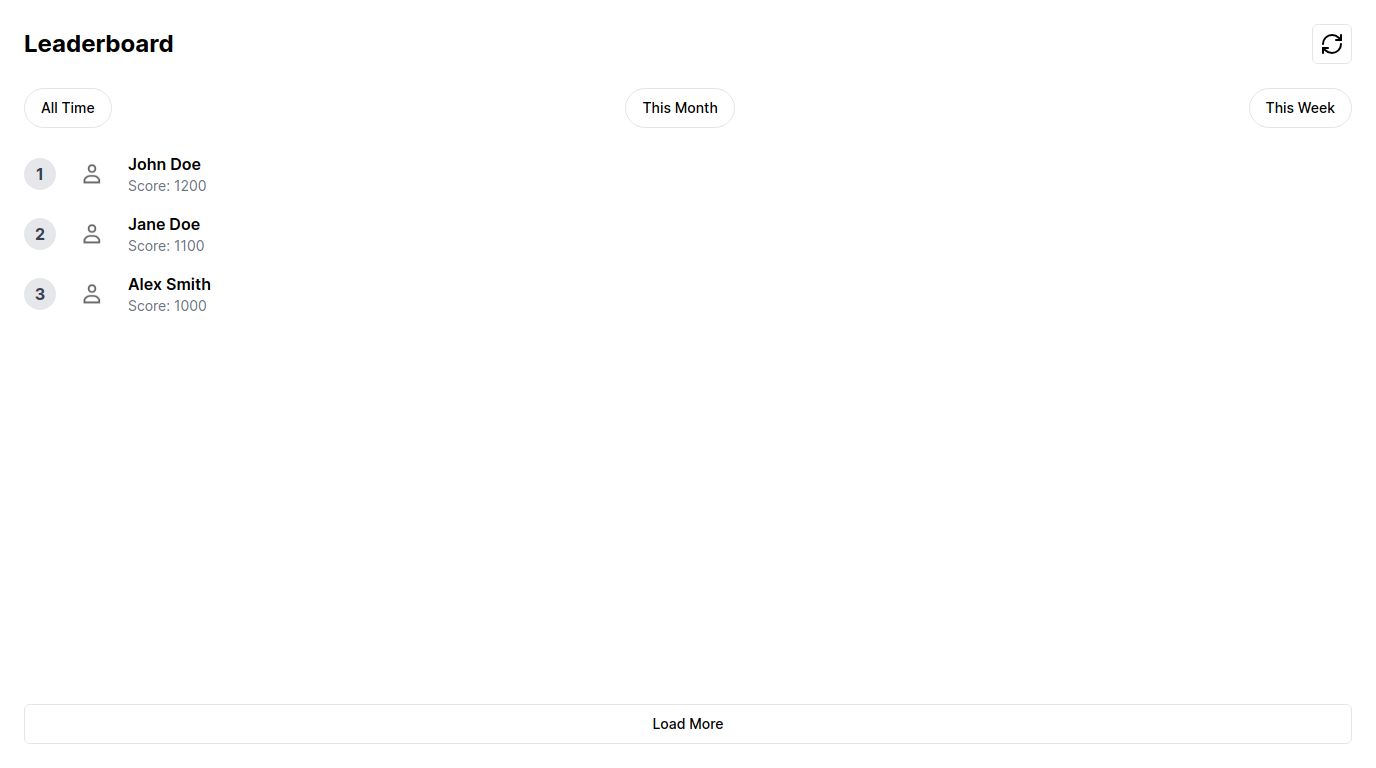 Leaderboard
All Time
This Month
This Week
1
John Doe
Score: 1200
2
Jane Doe
Score: 1100
3
Alex Smith
Score: 1000
Load More